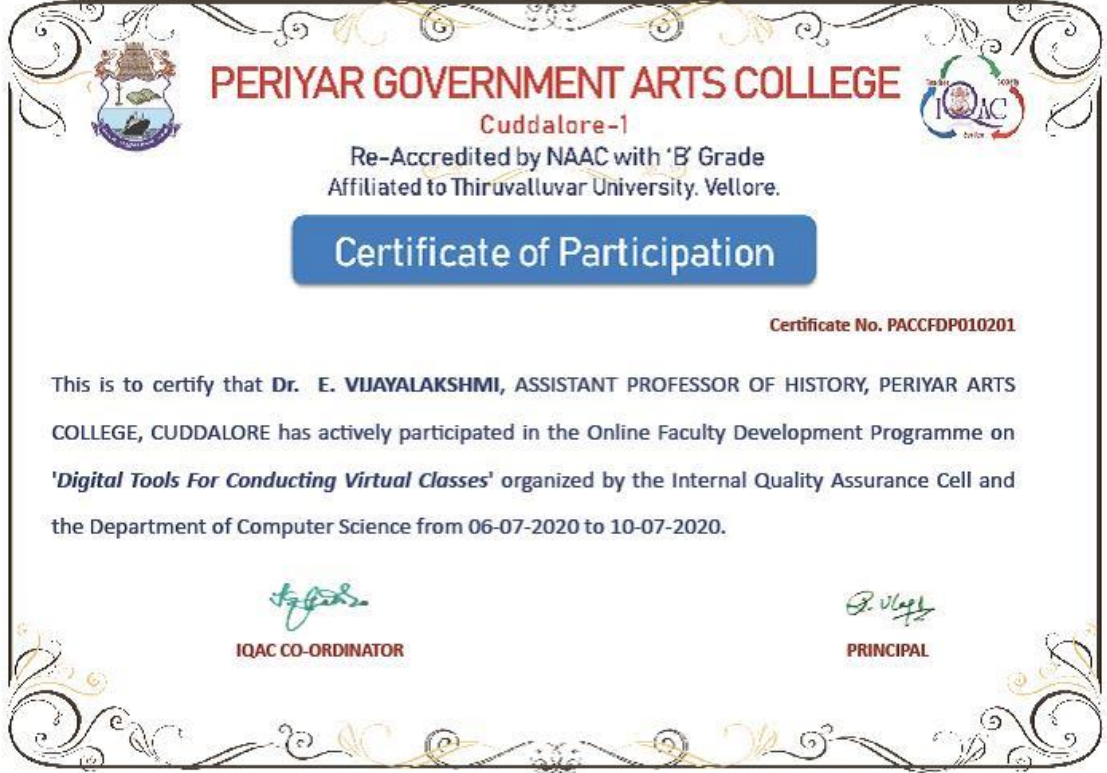 PERIYAR GOVERNMENT ARTS COLLEGE
Cuddalore-1
IQAC
Re-Accredited by NAAC with 'B' Grade
Affiliated to Thiruvalluvar University. Vellore.
Certificate of Participation
Certificate No. PACCFDP010201
This is to certify that Dr. E. VIJAYALAKSHMI, ASSISTANT PROFESSOR OF HISTORY, PERIYAR ARTS
COLLEGE, CUDDALORE has actively participated in the Online Faculty Development Programme on
'Digital Tools For Conducting Virtual Classes' organized by the Internal Quality Assurance Cell and
the Department of Computer Science from 06-07-2020 to 10-07-2020.
IQAC CO-ORDINATOR
PRINCIPAL